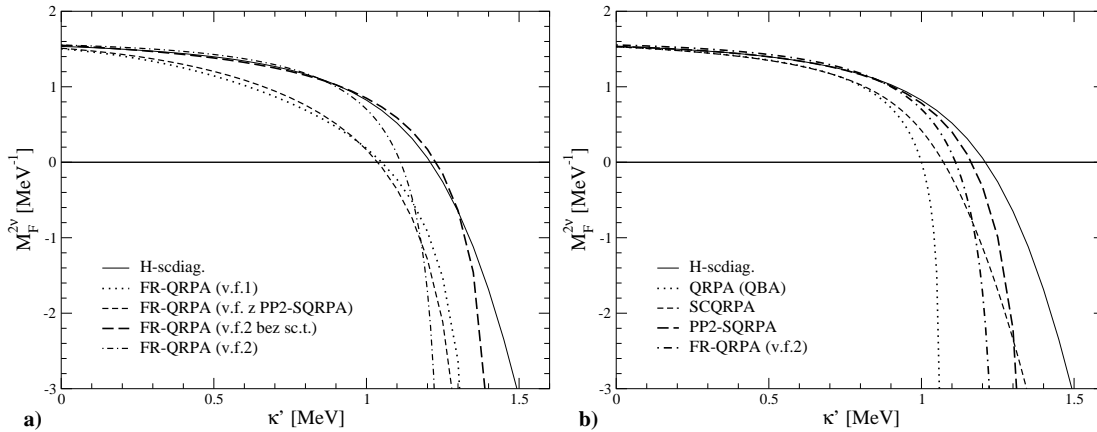 2
1
0
-1
-2
-3
M_F^{2ν} [MeV⁻¹]
H-scdiag.
FR-QRPA (v.f.1)
FR-QRPA (v.f. z PP2-SQRPA)
FR-QRPA (v.f.2 bez sc.t.)
FR-QRPA (v.f.2)
0
0.5
1
1.5
κ’ [MeV]
a)
2
1
0
-1
-2
-3
M_F^{2ν} [MeV⁻¹]
H-scdiag.
QRPA (QBA)
SCQRPA
PP2-SQRPA
FR-QRPA (v.f.2)
0
0.5
1
1.5
κ’ [MeV]
b)